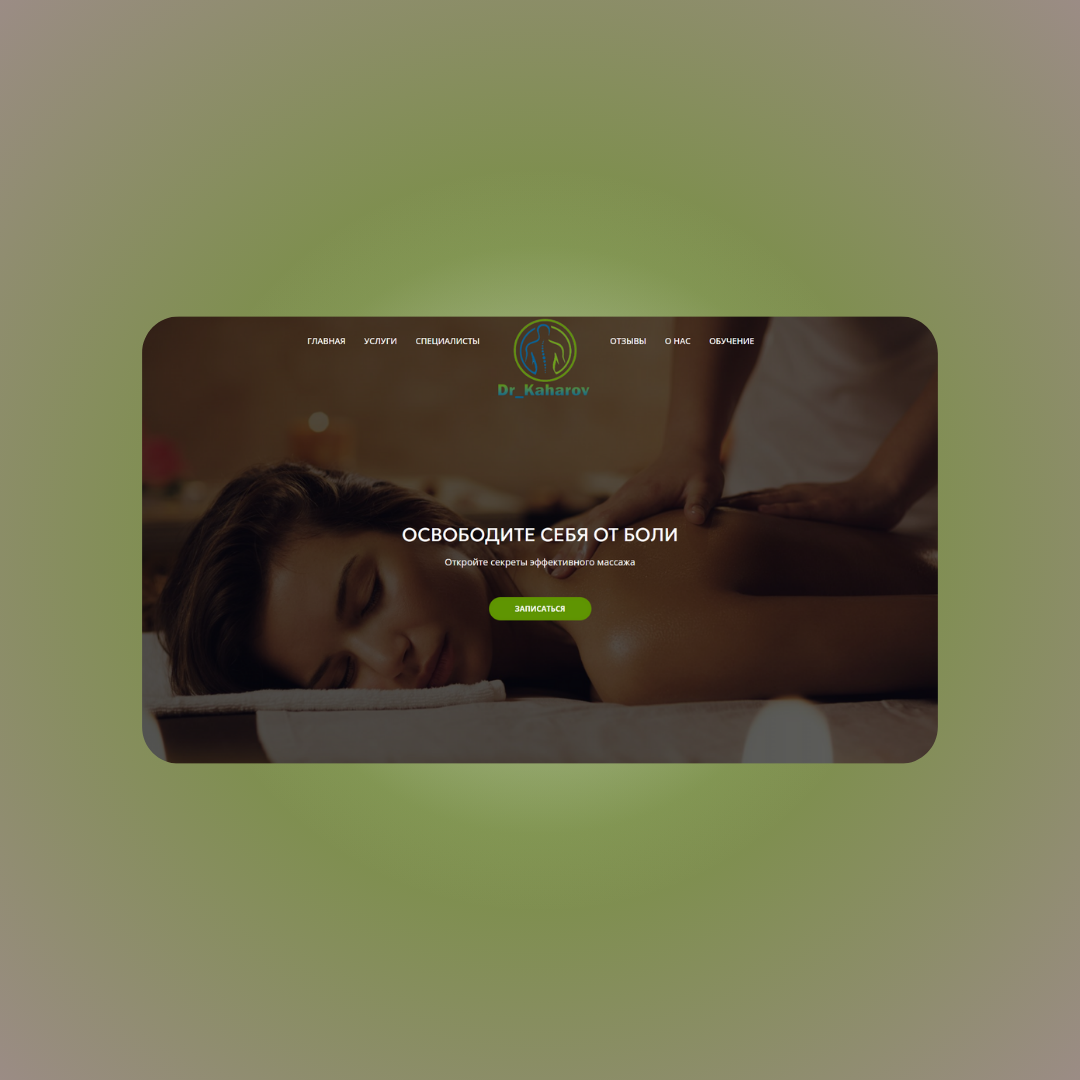 ГЛАВНАЯ УСЛУГИ СПЕЦИАЛИСТЫ ОТЗЫВЫ О НАС ОБУЧЕНИЕ
Dr_Kaharov
ОСВОБОДИТЕ СЕБЯ ОТ БОЛИ
Откройте секреты эффективного массажа
ЗАПИСАТЬСЯ